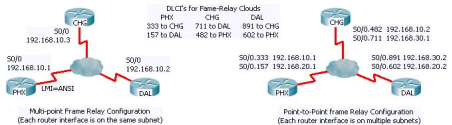 DLCI's for Fame-Relay Clouds
PHX CHG DAL
333 to CHG 711 to DAL 891 to CHG
157 to DAL 482 to PHX 602 to PHX
CHG
S0/0
192.168.10.3
S0/0
192.168.10.1
S0/0
192.168.10.2
PHX
LMI=ANSI
DAL
Multi-point Frame Relay Configuration
(Each router interface is on the same subnet)
CHG
S0/0.482 192.168.10.2
S0/0.711 192.168.30.1
S0/0.333 192.168.10.1
S0/0.157 192.168.20.1
S0/0.891 192.168.30.2
S0/0.602 192.168.20.2
PHX
DAL
Point-to-Point frame Relay Configuration
(Each router interface is on multiple subnets)